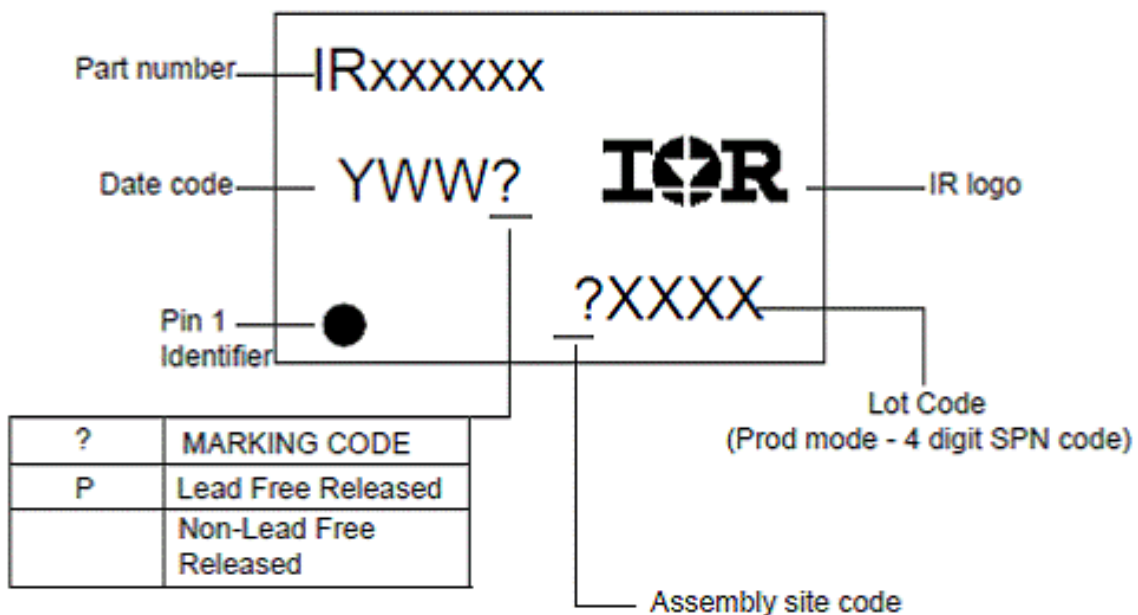 Part number
IRxxxxxx
Date code
YWW?
IOR
IR logo
?XXXX
Pin 1
Identifier
Lot Code
(Prod mode - 4 digit SPN code)
? MARKING CODE
P Lead Free Released
Non-Lead Free
Released
Assembly site code